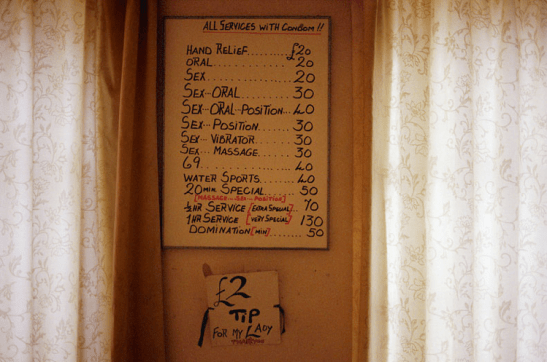 ALL SERVICES WITH CONDOM!!
HAND RELIEF........£20
ORAL..............20
SEX..............20
SEX--ORAL.........30
SEX--ORAL-POSITION..40
SEX--POSITION.......30
SEX--VIBRATOR......30
SEX---MASSAGE......30
69..................40
WATER SPORTS.....40
20MIN SPECIAL......50
[MASSAGE--SEX--POSITION]
½HR SERVICE [EXTRA SPECIAL]..70
1HR SERVICE [VERY SPECIAL] 130
DOMINATION [MIN].........50
£2
TIP
FOR MY LADY
THANKYOU